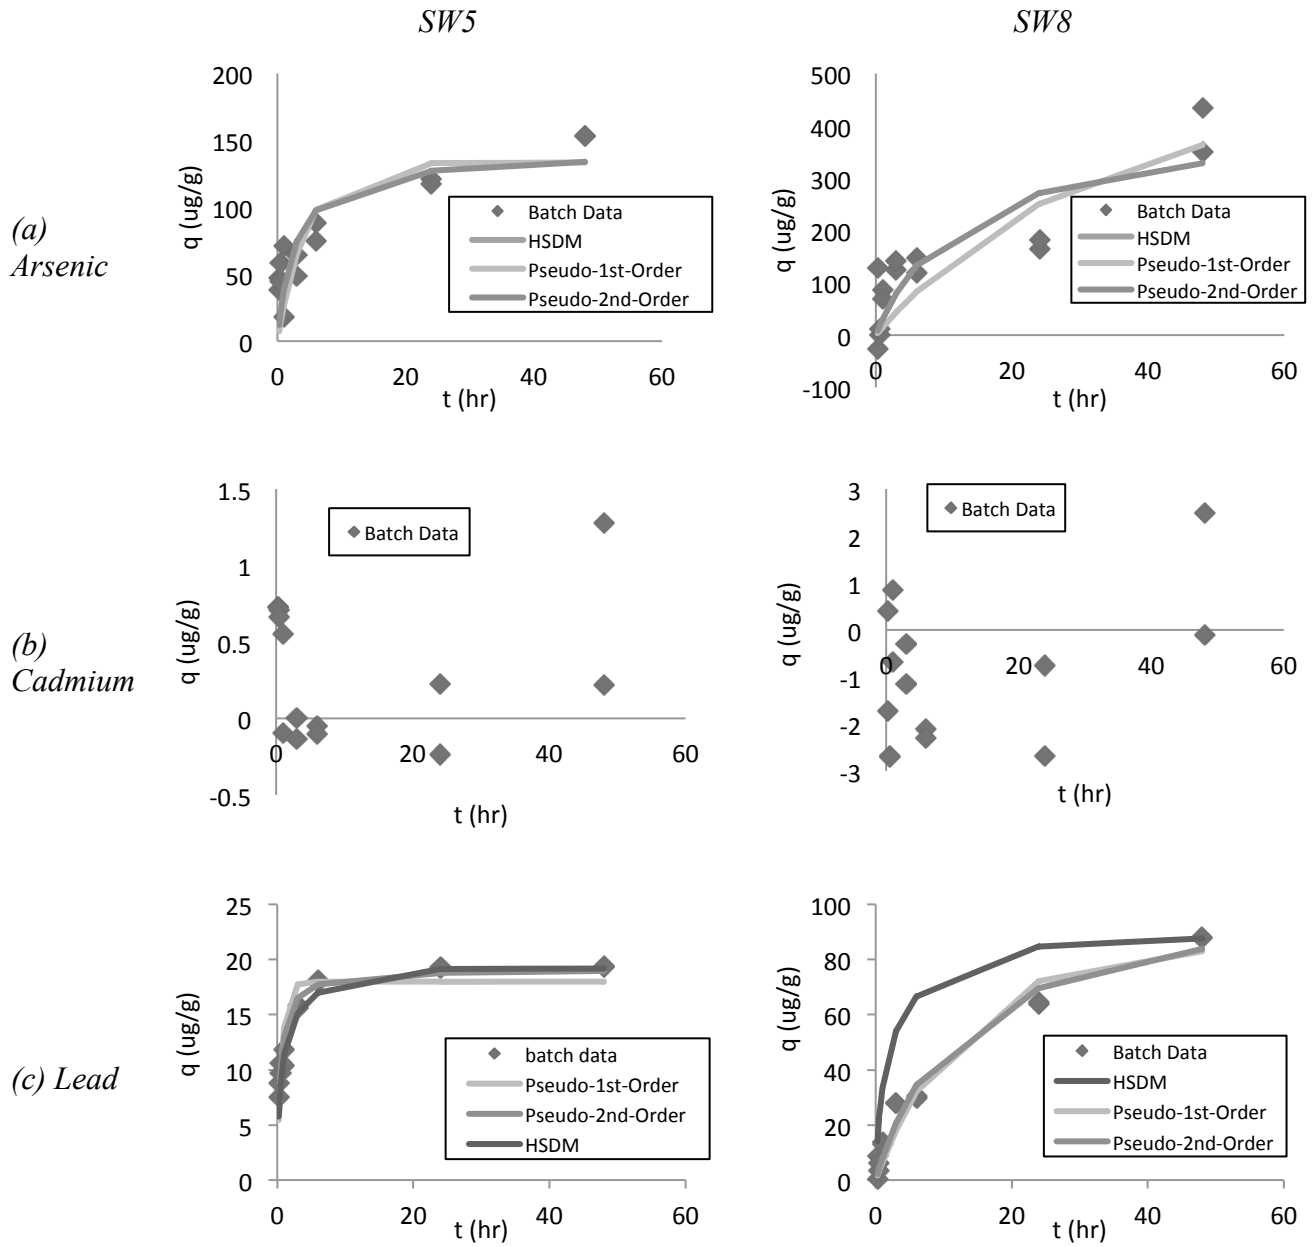 SW5
SW8
(a)
Arsenic
200
150
100
50
0
0
20
40
60
q (ug/g)
t (hr)
Batch Data
HSDM
Pseudo-1st-Order
Pseudo-2nd-Order
500
400
300
200
100
0
-100
0
20
40
60
q (ug/g)
t (hr)
Batch Data
HSDM
Pseudo-1st-Order
Pseudo-2nd-Order
(b)
Cadmium
1.5
1
0.5
0
-0.5
0
20
40
60
q (ug/g)
t (hr)
Batch Data
3
2
1
0
-1
-2
-3
0
20
40
60
q (ug/g)
t (hr)
Batch Data
(c) Lead
25
20
15
10
5
0
0
20
40
60
q (ug/g)
t (hr)
batch data
Pseudo-1st-Order
Pseudo-2nd-Order
HSDM
100
80
60
40
20
0
0
20
40
60
q (ug/g)
t (hr)
Batch Data
HSDM
Pseudo-1st-Order
Pseudo-2nd-Order